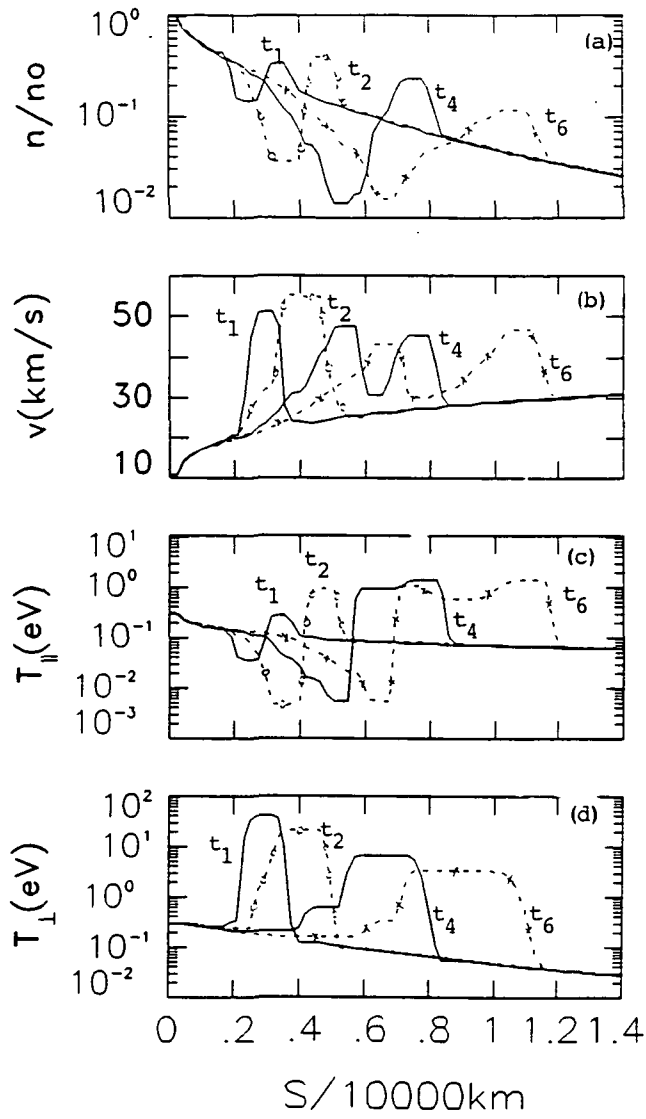 10⁰
10⁻¹
10⁻²
n/no
t₁
t₂
t₄
t₆
(a)
50
30
10
v(km/s)
t₁
t₂
t₄
t₆
(b)
10¹
10⁰
10⁻¹
10⁻²
10⁻³
T∥(eV)
t₁
t₂
t₄
t₆
(c)
10²
10¹
10⁰
10⁻¹
10⁻²
T⊥(eV)
t₁
t₂
t₄
t₆
(d)
0 .2 .4 .6 .8 1 1.2 1.4
S/10000km